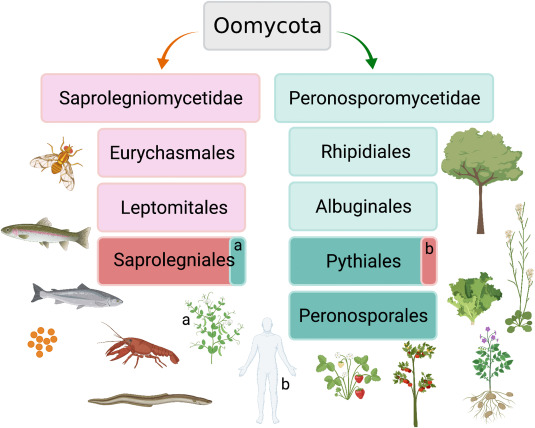 Oomycota
Saprolegniomycetidae
Peronosporomycetidae
Eurychasmales
Rhipidiales
Leptomitales
Albuginales
a
Saprolegniales
b
Pythiales
Peronosporales
a
b